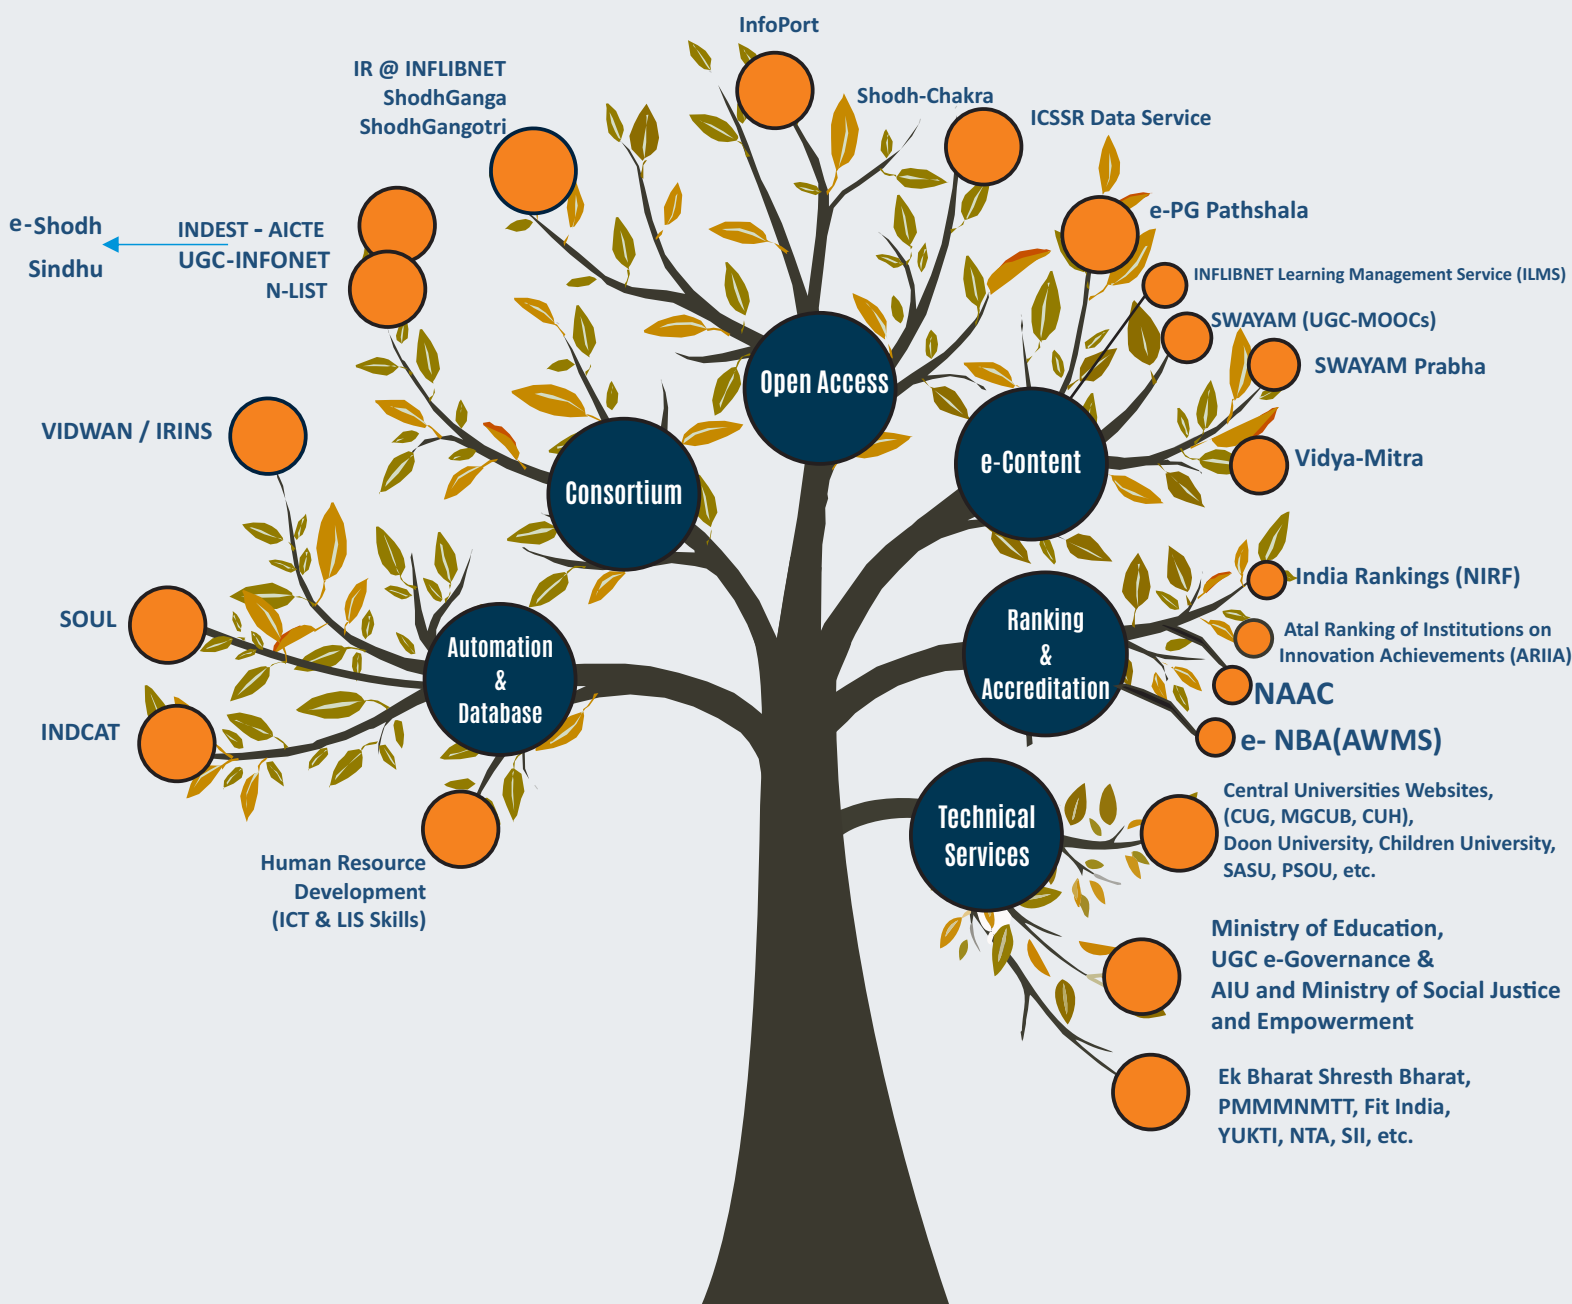 InfoPort
IR @ INFLIBNET
ShodhGanga
ShodhGangotri
Shodh-Chakra
ICSSR Data Service
e-Shodh
Sindhu
INDEST - AICTE
UGC-INFONET
N-LIST
e-PG Pathshala
INFLIBNET Learning Management Service (ILMS)
SWAYAM (UGC-MOOCs)
SWAYAM Prabha
Vidya-Mitra
Open Access
e-Content
Consortium
VIDWAN / IRINS
SOUL
INDCAT
Automation
&
Database
Human Resource
Development
(ICT & LIS Skills)
Ranking
&
Accreditation
India Rankings (NIRF)
Atal Ranking of Institutions on
Innovation Achievements (ARIIA)
NAAC
e- NBA(AWMS)
Technical
Services
Central Universities Websites,
(CUG, MGCUB, CUH),
Doon University, Children University,
SASU, PSOU, etc.
Ministry of Education,
UGC e-Governance &
AIU and Ministry of Social Justice
and Empowerment
Ek Bharat Shresth Bharat,
PMMMNMTT, Fit India,
YUKTI, NTA, SII, etc.